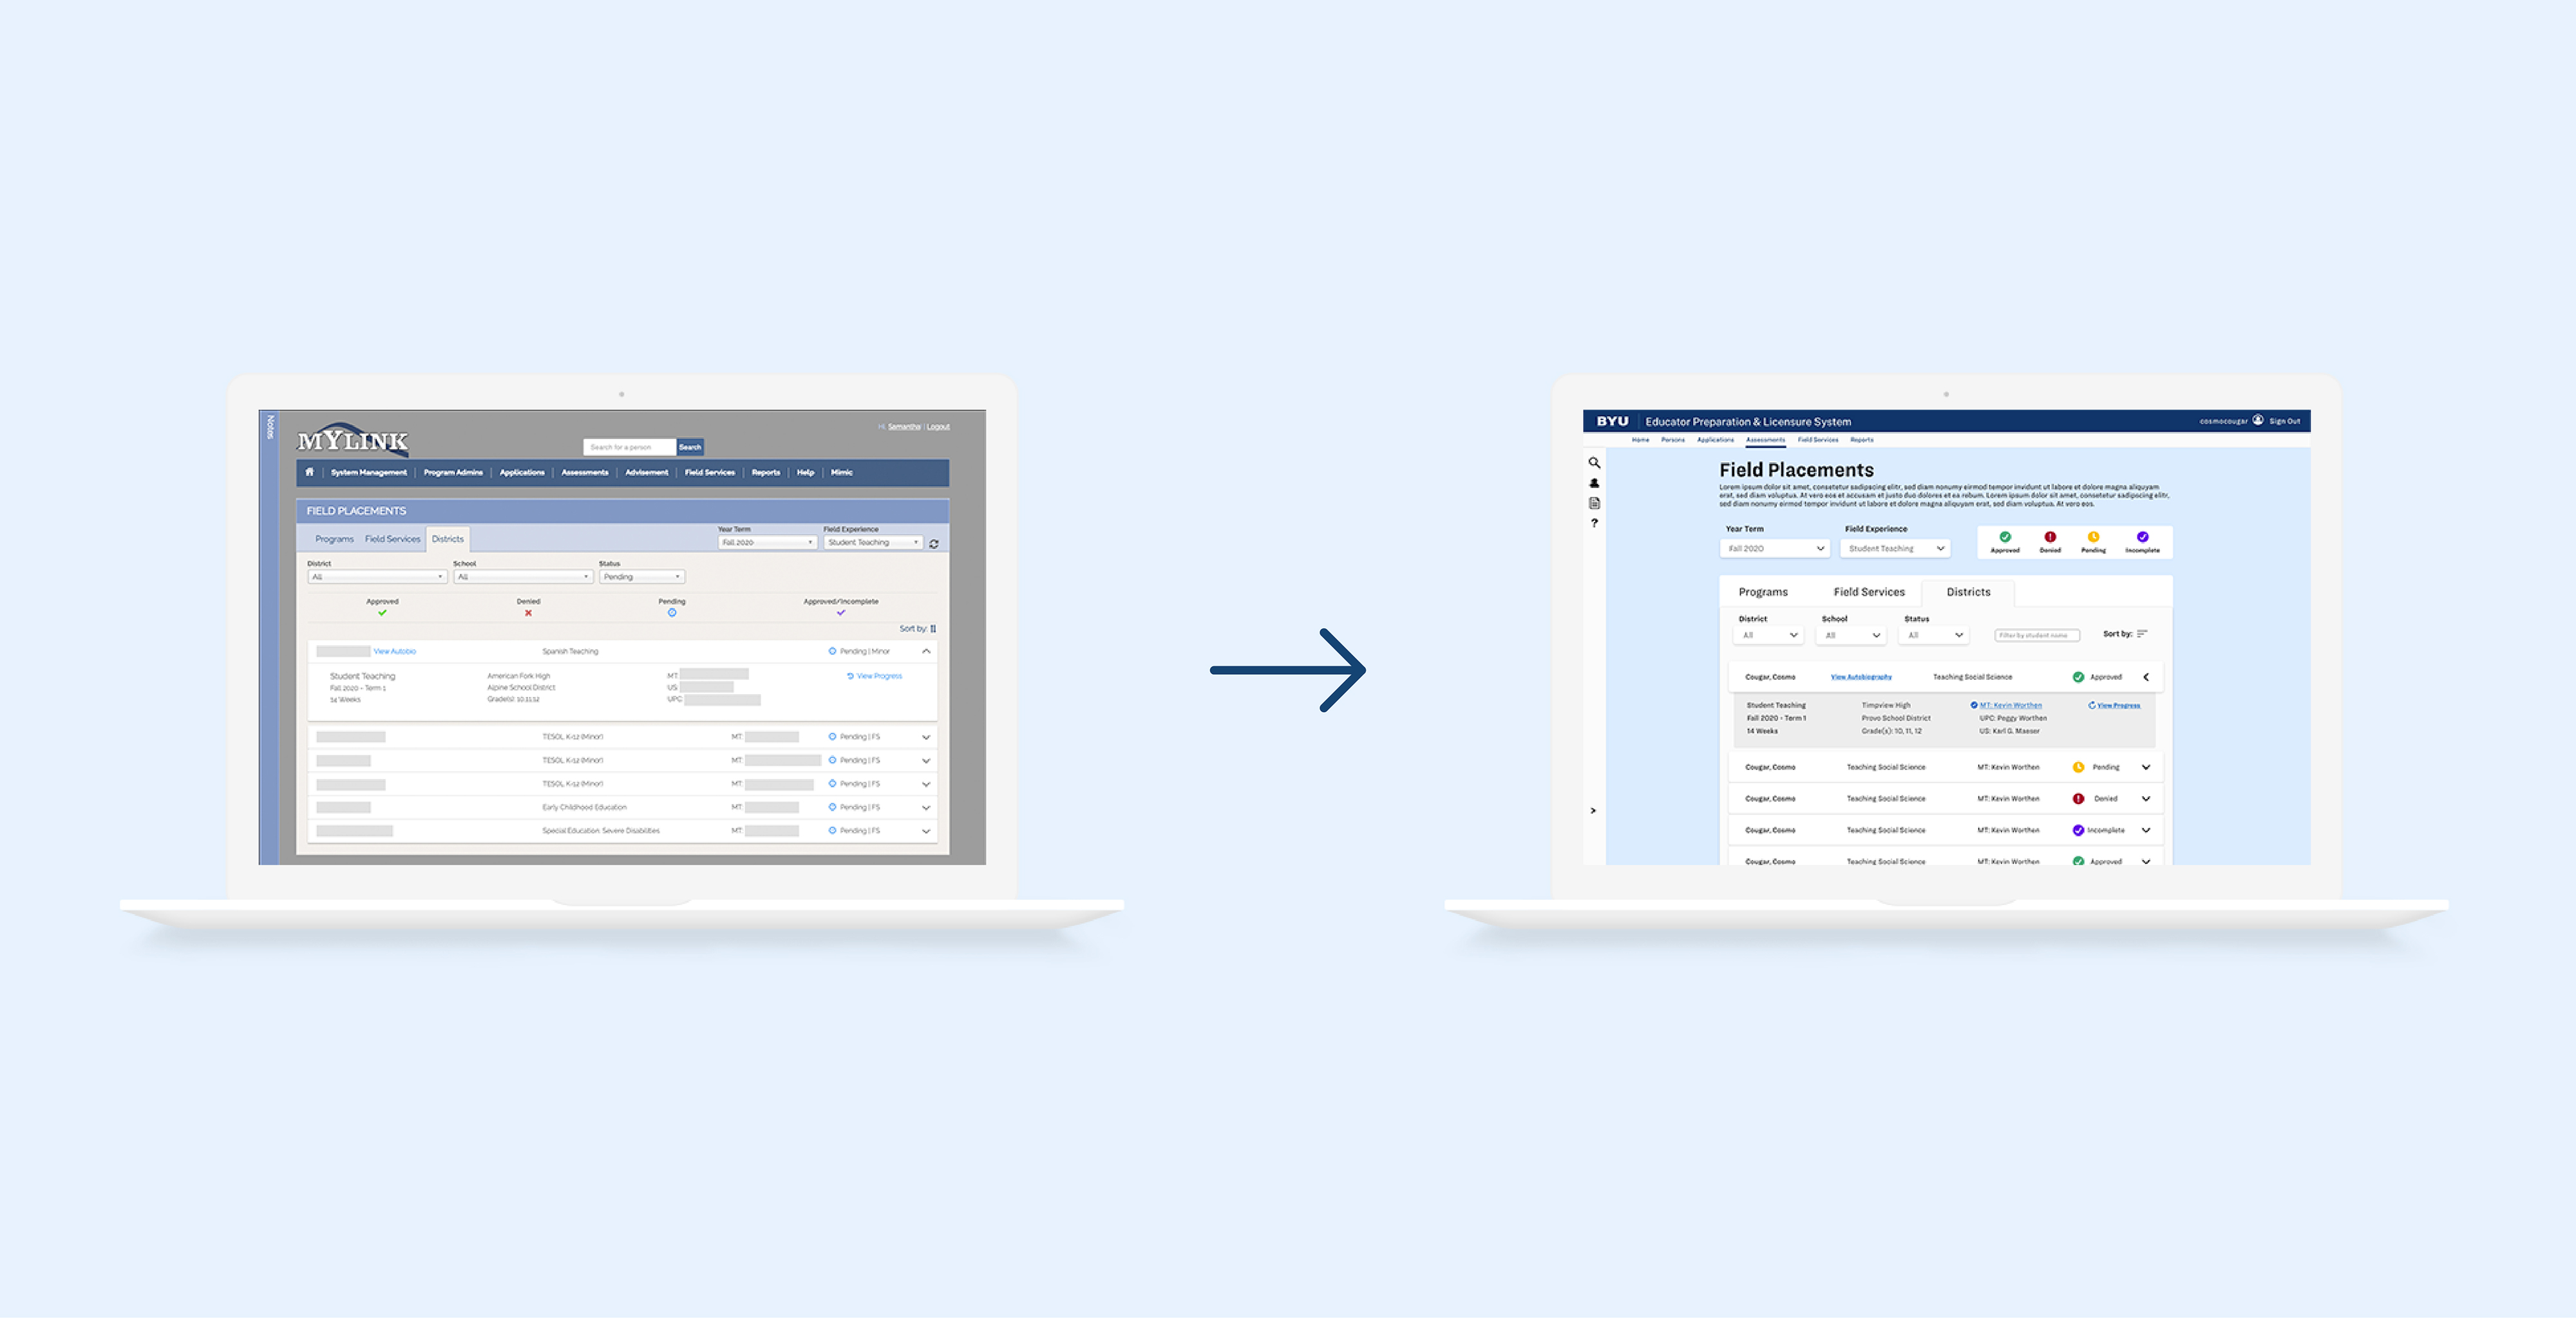 Notes
MYLINK
Hi, Samantha! | Logout
Search for a person Search
System Management | Program Admins | Applications | Assessments | Advisement | Field Services | Reports | Help | Mimic
FIELD PLACEMENTS
Programs Field Services Districts
Year Term Field Experience
Fall 2020 Student Teaching
District School Status
All All Pending
Approved Denied Pending Approved/Incomplete
Sort by:
View Autobio Spanish Teaching Pending | Minor
Student Teaching American Fork High MT: View Progress
Fall 2020 - Term 1 Alpine School District US:
14 Weeks Grade(s): 10,11,12 UPC:
TESOL K-12 (Minor) MT: Pending | FS
TESOL K-12 (Minor) MT: Pending | FS
TESOL K-12 (Minor) MT: Pending | FS
Early Childhood Education MT: Pending | FS
Special Education: Severe Disabilities MT: Pending | FS
BYU Educator Preparation & Licensure System cosmocougar Sign Out
Home Persons Applications Assessments Field Services Reports
Field Placements
Lorem ipsum dolor sit amet, consetetur sadipscing elitr, sed diam nonumy eirmod tempor invidunt ut labore et dolore magna aliquyam
erat, sed diam voluptua. At vero eos et accusam et justo duo dolores et ea rebum. Lorem ipsum dolor sit amet, consetetur sadipscing elitr,
sed diam nonumy eirmod tempor invidunt ut labore et dolore magna aliquyam erat, sed diam voluptua. At vero eos.
Year Term Field Experience
Fall 2020 Student Teaching
Approved Denied Pending Incomplete
Programs Field Services Districts
District School Status
All All All Filter by student name Sort by:
Cougar, Cosmo View Autobiography Teaching Social Science Approved
Student Teaching Timpview High MT: Kevin Worthen View Progress
Fall 2020 - Term 1 Provo School District UPC: Peggy Worthen
14 Weeks Grade(s): 10, 11, 12 US: Karl G. Maeser
Cougar, Cosmo Teaching Social Science MT: Kevin Worthen Pending
Cougar, Cosmo Teaching Social Science MT: Kevin Worthen Denied
Cougar, Cosmo Teaching Social Science MT: Kevin Worthen Incomplete
Cougar, Cosmo Teaching Social Science MT: Kevin Worthen Approved